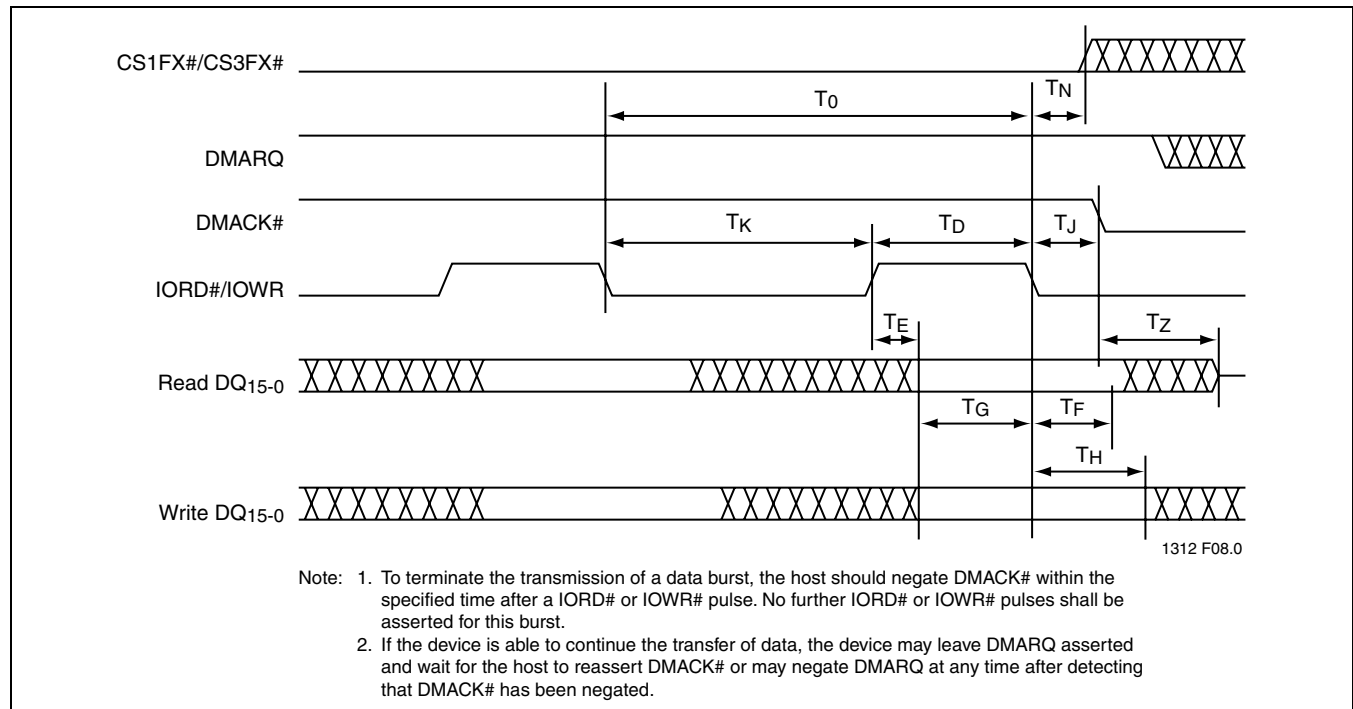 CS1FX#/CS3FX#
TN
T0
DMARQ
DMACK#
TK
TD
TJ
IORD#/IOWR
TE
TZ
Read DQ15-0
TG
TF
TH
Write DQ15-0
1312 F08.0
Note: 1. To terminate the transmission of a data burst, the host should negate DMACK# within the
specified time after a IORD# or IOWR# pulse. No further IORD# or IOWR# pulses shall be
asserted for this burst.
2. If the device is able to continue the transfer of data, the device may leave DMARQ asserted
and wait for the host to reassert DMACK# or may negate DMARQ at any time after detecting
that DMACK# has been negated.